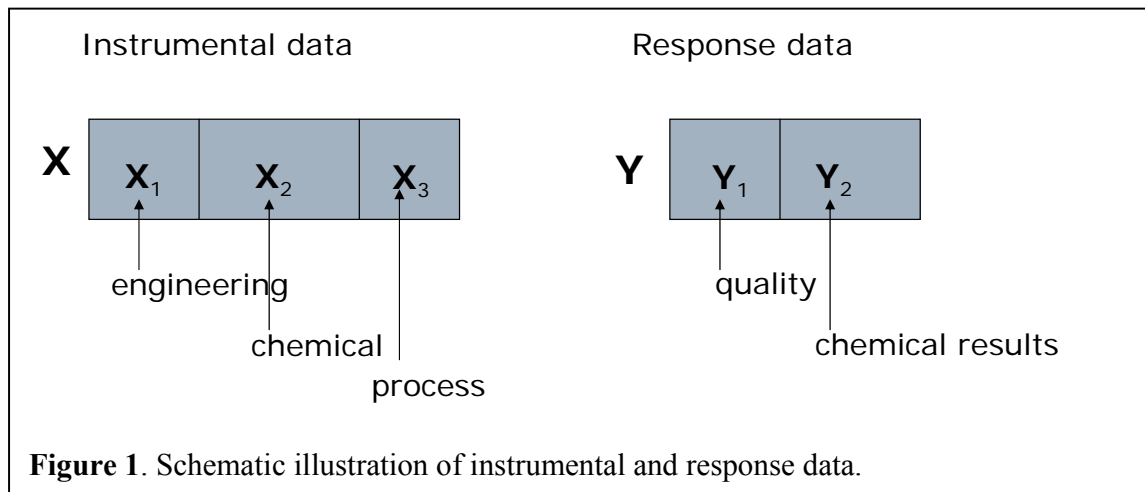 Instrumental data
Response data
X X₁ X₂ X₃
Y Y₁ Y₂
engineering
quality
chemical
chemical results
process
Figure 1. Schematic illustration of instrumental and response data.